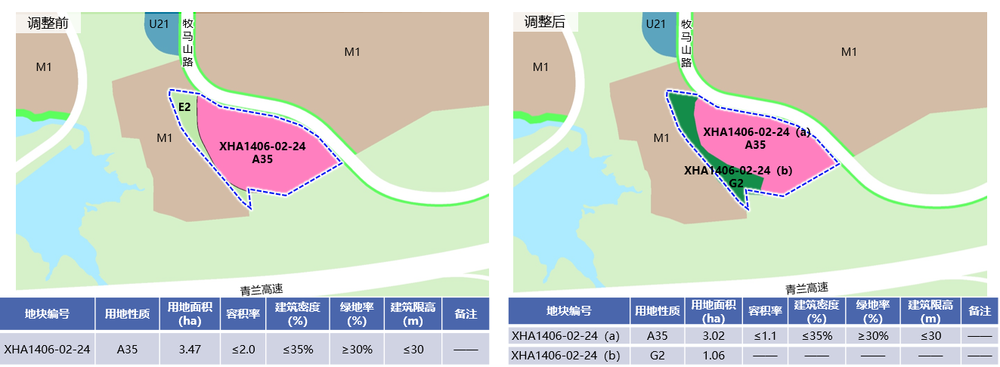 调整前
U21
牧马山路
M1
M1
E2
M1
XHA1406-02-24
A35
青兰高速
地块编号 用地性质 用地面积(ha) 容积率 建筑密度(%) 绿地率(%) 建筑限高(m) 备注
XHA1406-02-24 A35 3.47 ≤2.0 ≤35% ≥30% ≤30 ——
调整后
U21
牧马山路
M1
M1
M1
XHA1406-02-24（a）
A35
XHA1406-02-24（b）
G2
青兰高速
地块编号 用地性质 用地面积(ha) 容积率 建筑密度(%) 绿地率(%) 建筑限高(m) 备注
XHA1406-02-24（a） A35 3.02 ≤1.1 ≤35% ≥30% ≤30 ——
XHA1406-02-24（b） G2 1.06 —— —— —— —— ——